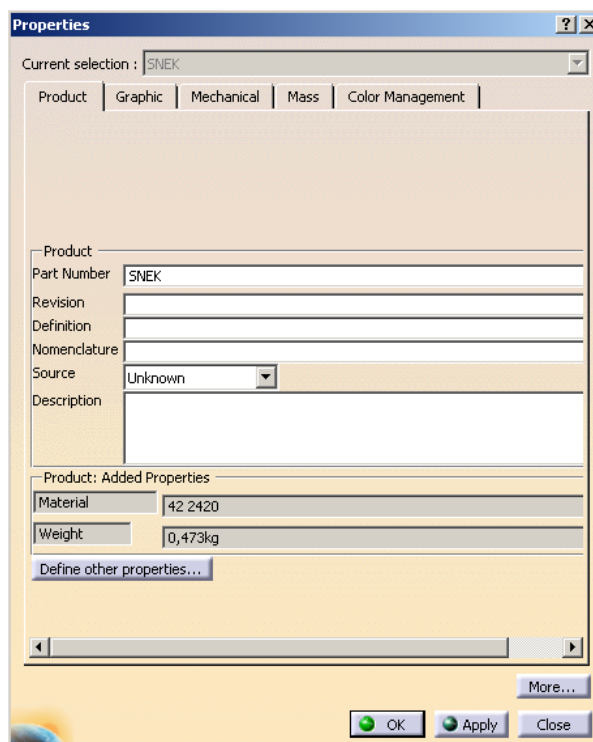 Properties
Current selection : SNEK
Product Graphic Mechanical Mass Color Management
Product
Part Number SNEK
Revision
Definition
Nomenclature
Source Unknown
Description
Product: Added Properties
Material 42 2420
Weight 0,473kg
Define other properties...
More...
OK Apply Close